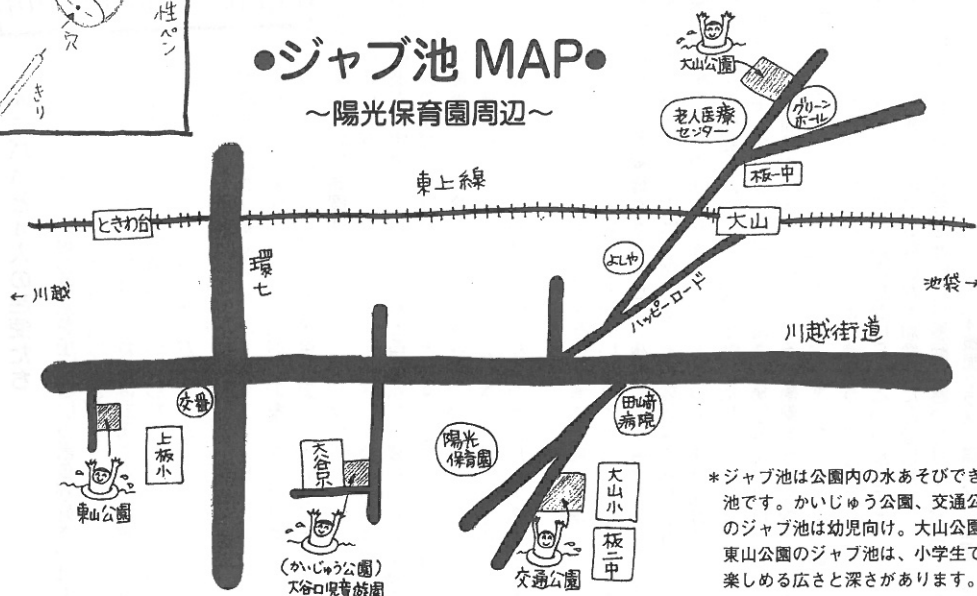 性ペン
穴
きり
●ジャブ池 MAP●
～陽光保育園周辺～
大山公園
老人医療
センター
グリーン
ホール
板一中
東上線
ときわ台
大山
環七
よしや
ハッピーロード
←川越
池袋→
川越街道
交番
田崎
病院
陽光
保育園
上板小
東山公園
大谷口小
(かいじゅう公園)
大谷口児童遊園
大山小
板二中
交通公園
*ジャブ池は公園内の水あそびでき
池です。かいじゅう公園、交通公
のジャブ池は幼児向け。大山公園
東山公園のジャブ池は、小学生で
楽しめる広さと深さがあります。